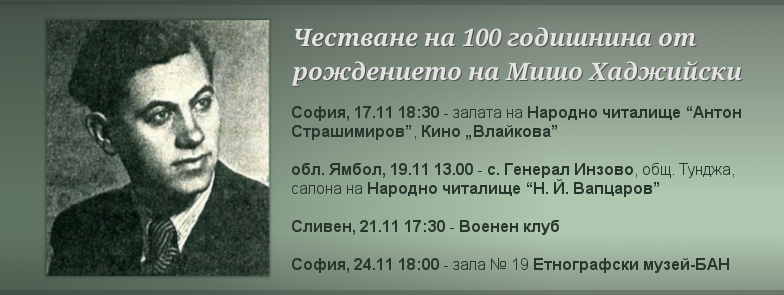 Честване на 100 годишнина от
рождението на Мишо Хаджийски
София, 17.11 18:30 - залата на Народно читалище “Антон
Страшимиров”, Кино „Влайкова”
обл. Ямбол, 19.11 13.00 - с. Генерал Инзово, общ. Тунджа,
салона на Народно читалище “Н. Й. Вапцаров”
Сливен, 21.11 17:30 - Военен клуб
София, 24.11 18:00 - зала № 19 Етнографски музей-БАН